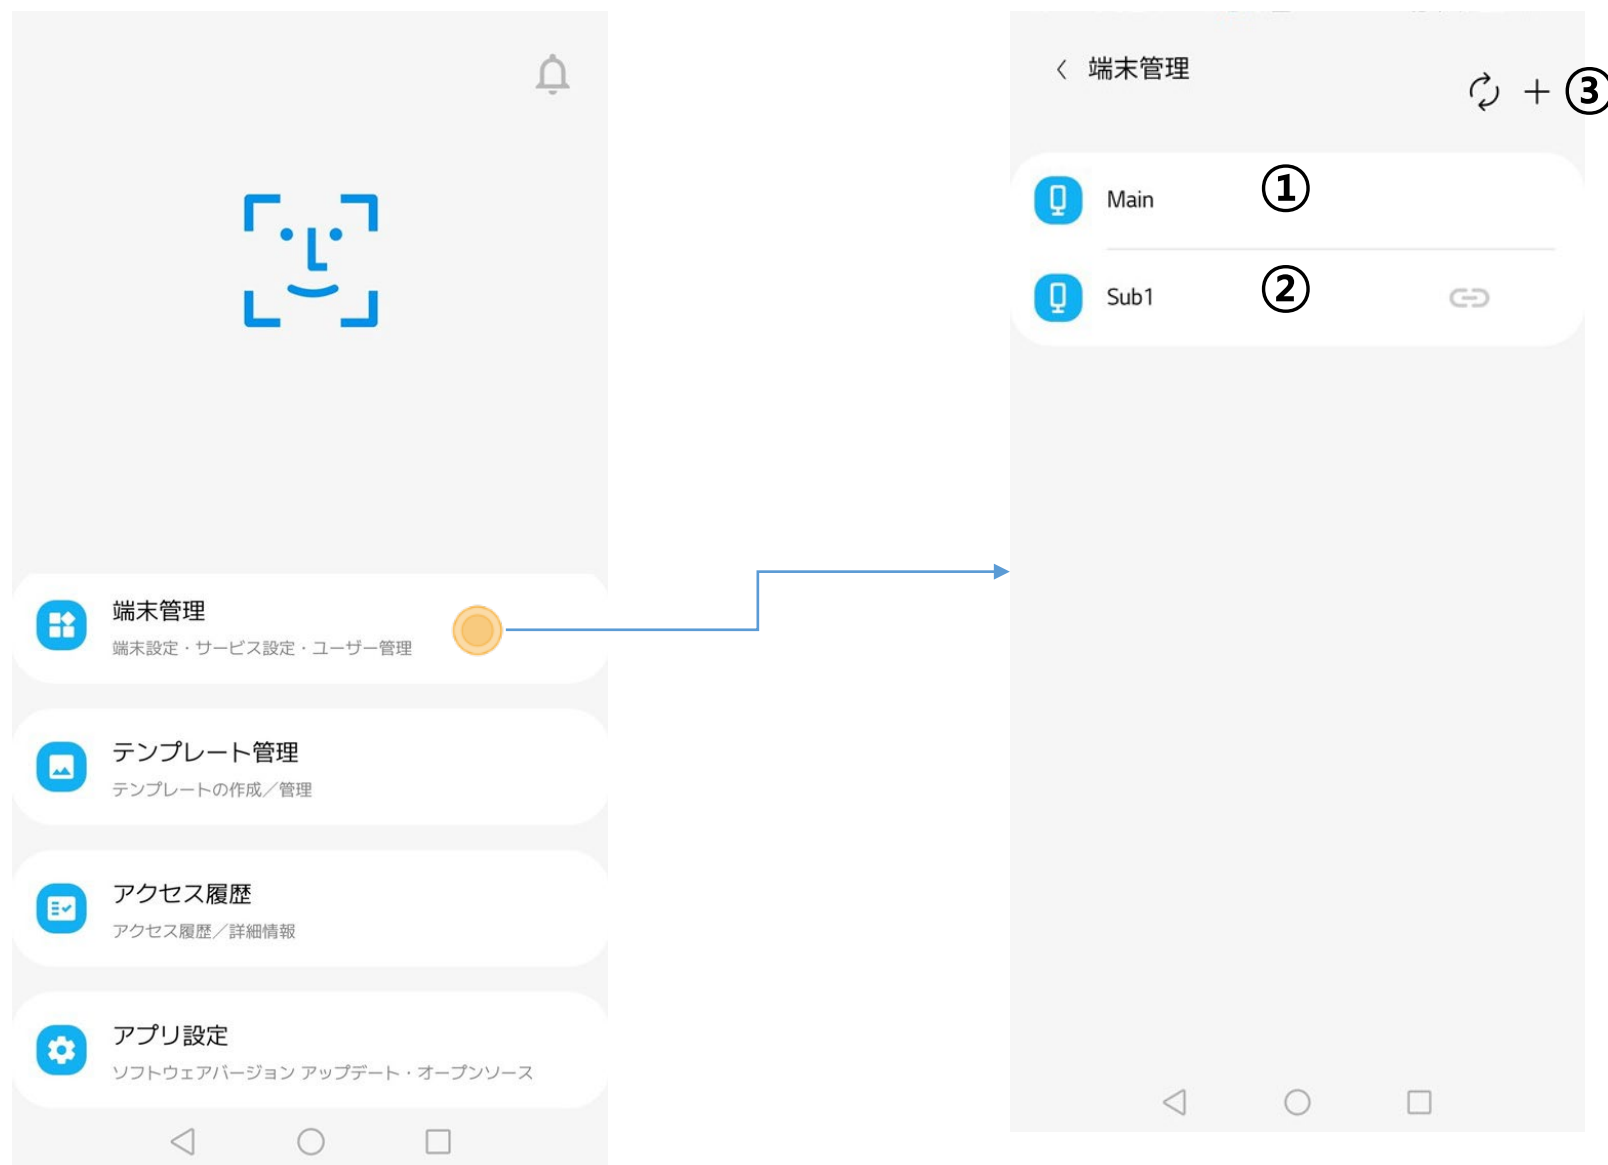 端末管理
端末設定・サービス設定・ユーザー管理
テンプレート管理
テンプレートの作成／管理
アクセス履歴
アクセス履歴／詳細情報
アプリ設定
ソフトウェアバージョン アップデート・オープンソース
端末管理
③
Main ①
Sub1 ②